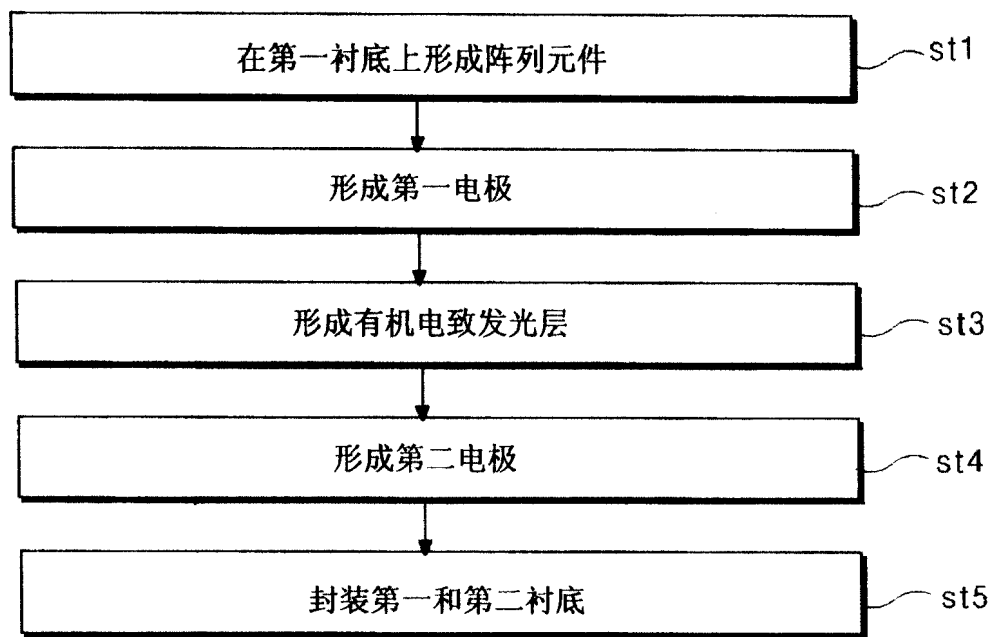 在第一衬底上形成阵列元件
st1
形成第一电极
st2
形成有机电致发光层
st3
形成第二电极
st4
封装第一和第二衬底
st5